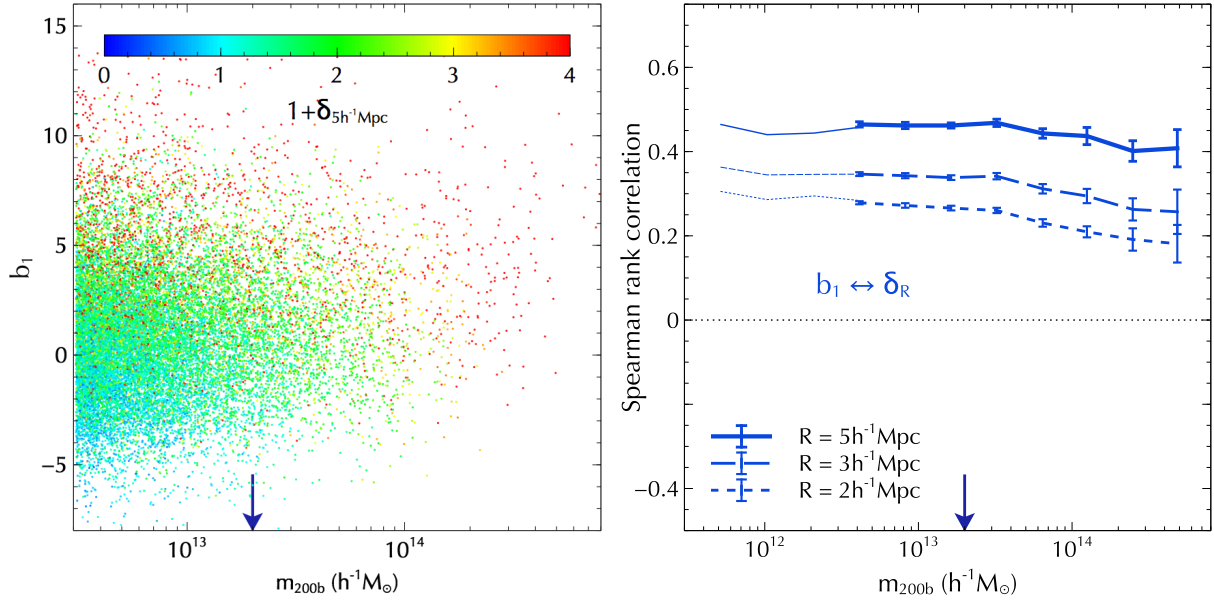 15
10
5
0
−5
b₁
0 1 2 3 4
1+δ₅ₕ⁻¹Mpc
10¹³ 10¹⁴
m₂₀₀b (h⁻¹M☉)
0.6
0.4
0.2
0
−0.4
Spearman rank correlation
b₁ ↔ δ_R
R = 5h⁻¹Mpc
R = 3h⁻¹Mpc
R = 2h⁻¹Mpc
10¹² 10¹³ 10¹⁴
m₂₀₀b (h⁻¹M☉)